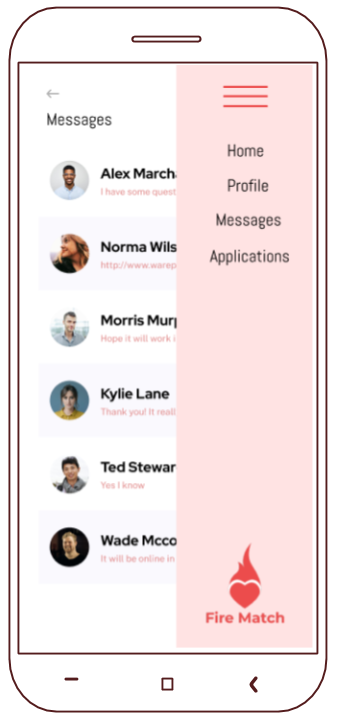 Messages
Alex March
I have some quest
Norma Wils
http://www.warep
Morris Mur
Hope it will work i
Kylie Lane
Thank you! It reall
Ted Stewar
Yes I know
Wade Mcco
It will be online in
Home
Profile
Messages
Applications
Fire Match